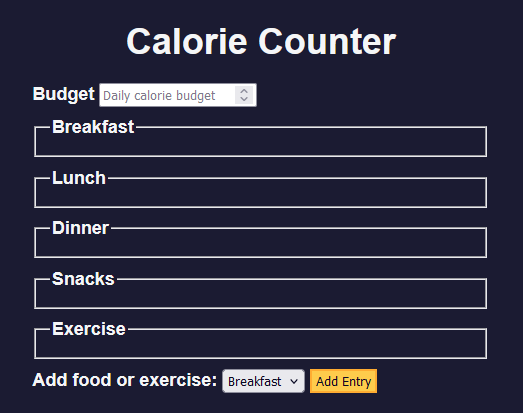 Calorie Counter
Budget Daily calorie budget
Breakfast
Lunch
Dinner
Snacks
Exercise
Add food or exercise: Breakfast Add Entry